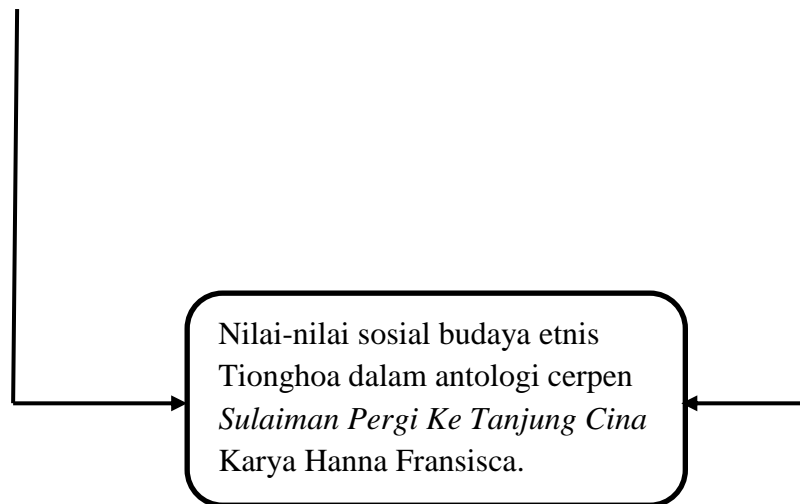 Nilai-nilai sosial budaya etnis
Tionghoa dalam antologi cerpen
Sulaiman Pergi Ke Tanjung Cina
Karya Hanna Fransisca.